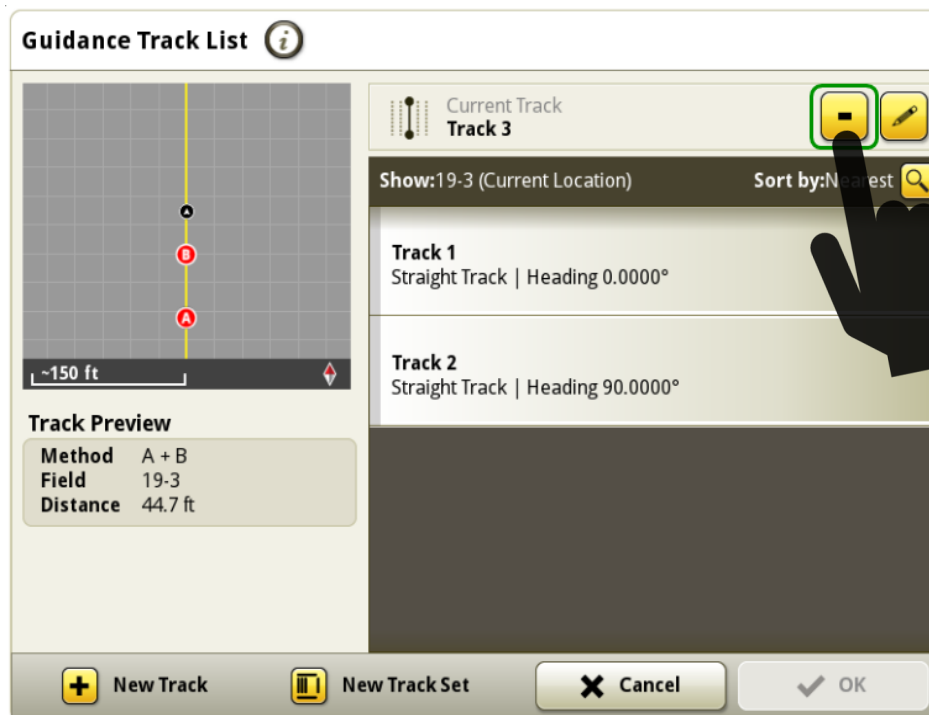 Guidance Track List i
B
A
~150 ft
Track Preview
Method A + B
Field 19-3
Distance 44.7 ft
Current Track
Track 3
Show:19-3 (Current Location) Sort by:Nearest
Track 1
Straight Track | Heading 0.0000°
Track 2
Straight Track | Heading 90.0000°
New Track New Track Set Cancel OK